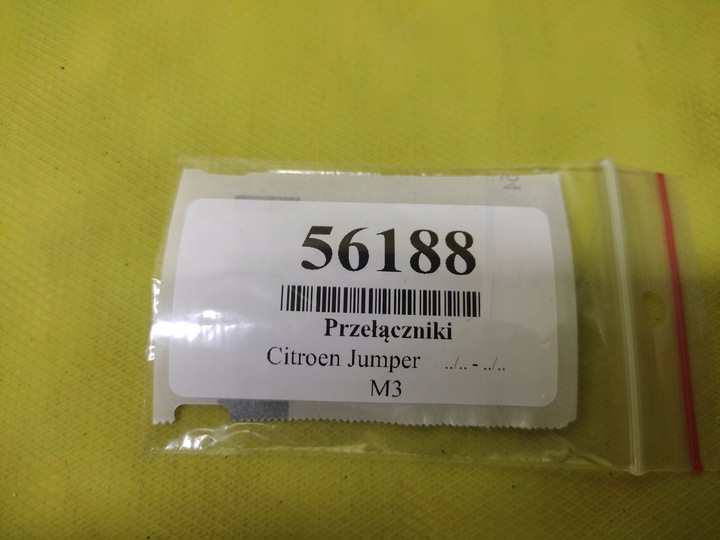 56188
Przełączniki
Citroen Jumper ../.. - ../..
M3